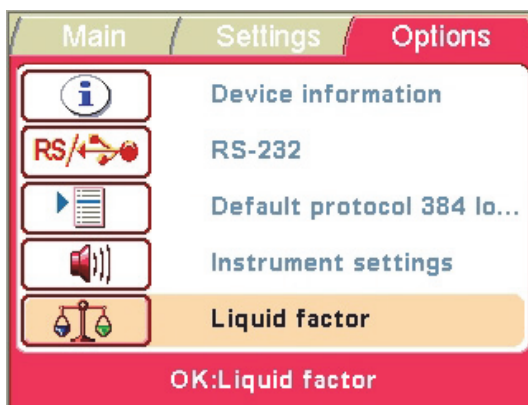 Main Settings Options
Device information
RS/ RS-232
Default protocol 384 lo...
Instrument settings
Liquid factor
OK:Liquid factor